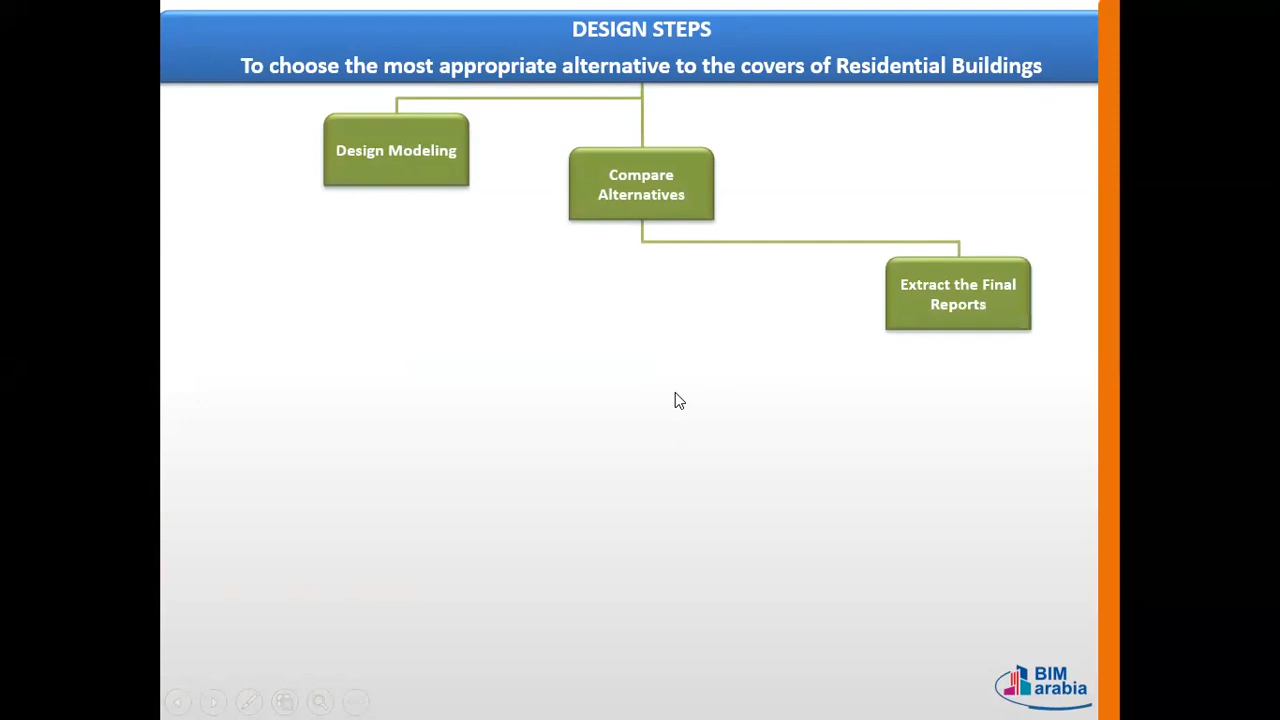 DESIGN STEPS
To choose the most appropriate alternative to the covers of Residential Buildings
Design Modeling
Compare
Alternatives
Extract the Final
Reports
BIM
arabia